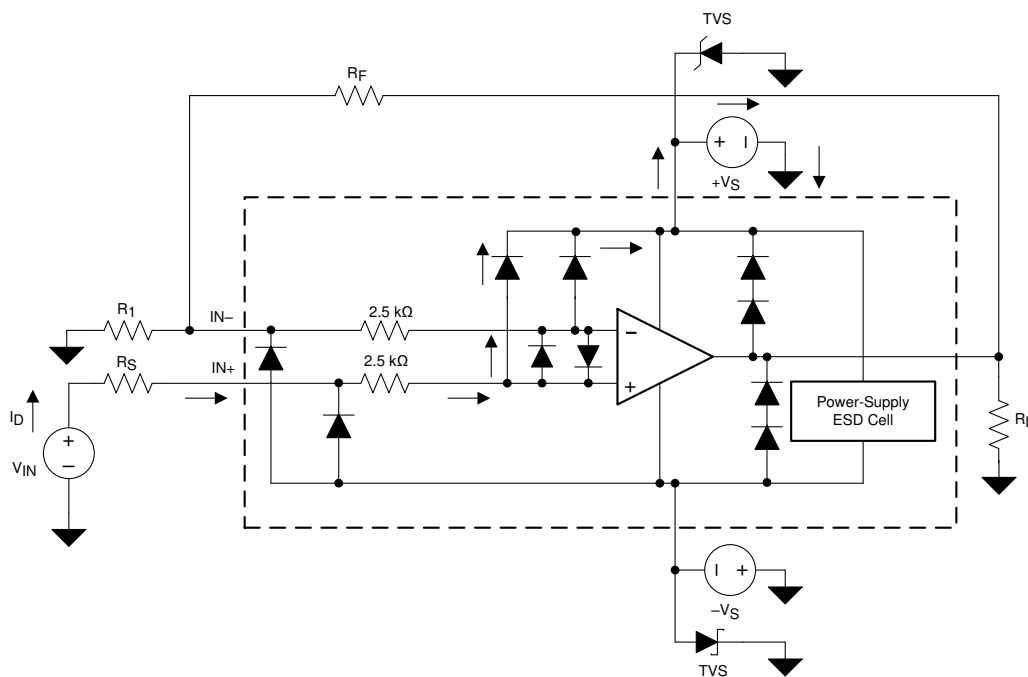 TVS
RF
+ −
+VS
R1
IN−
2.5 kΩ
RS
IN+
2.5 kΩ
−
+
ID
+
−
VIN
Power-Supply
ESD Cell
RL
− +
−VS
TVS